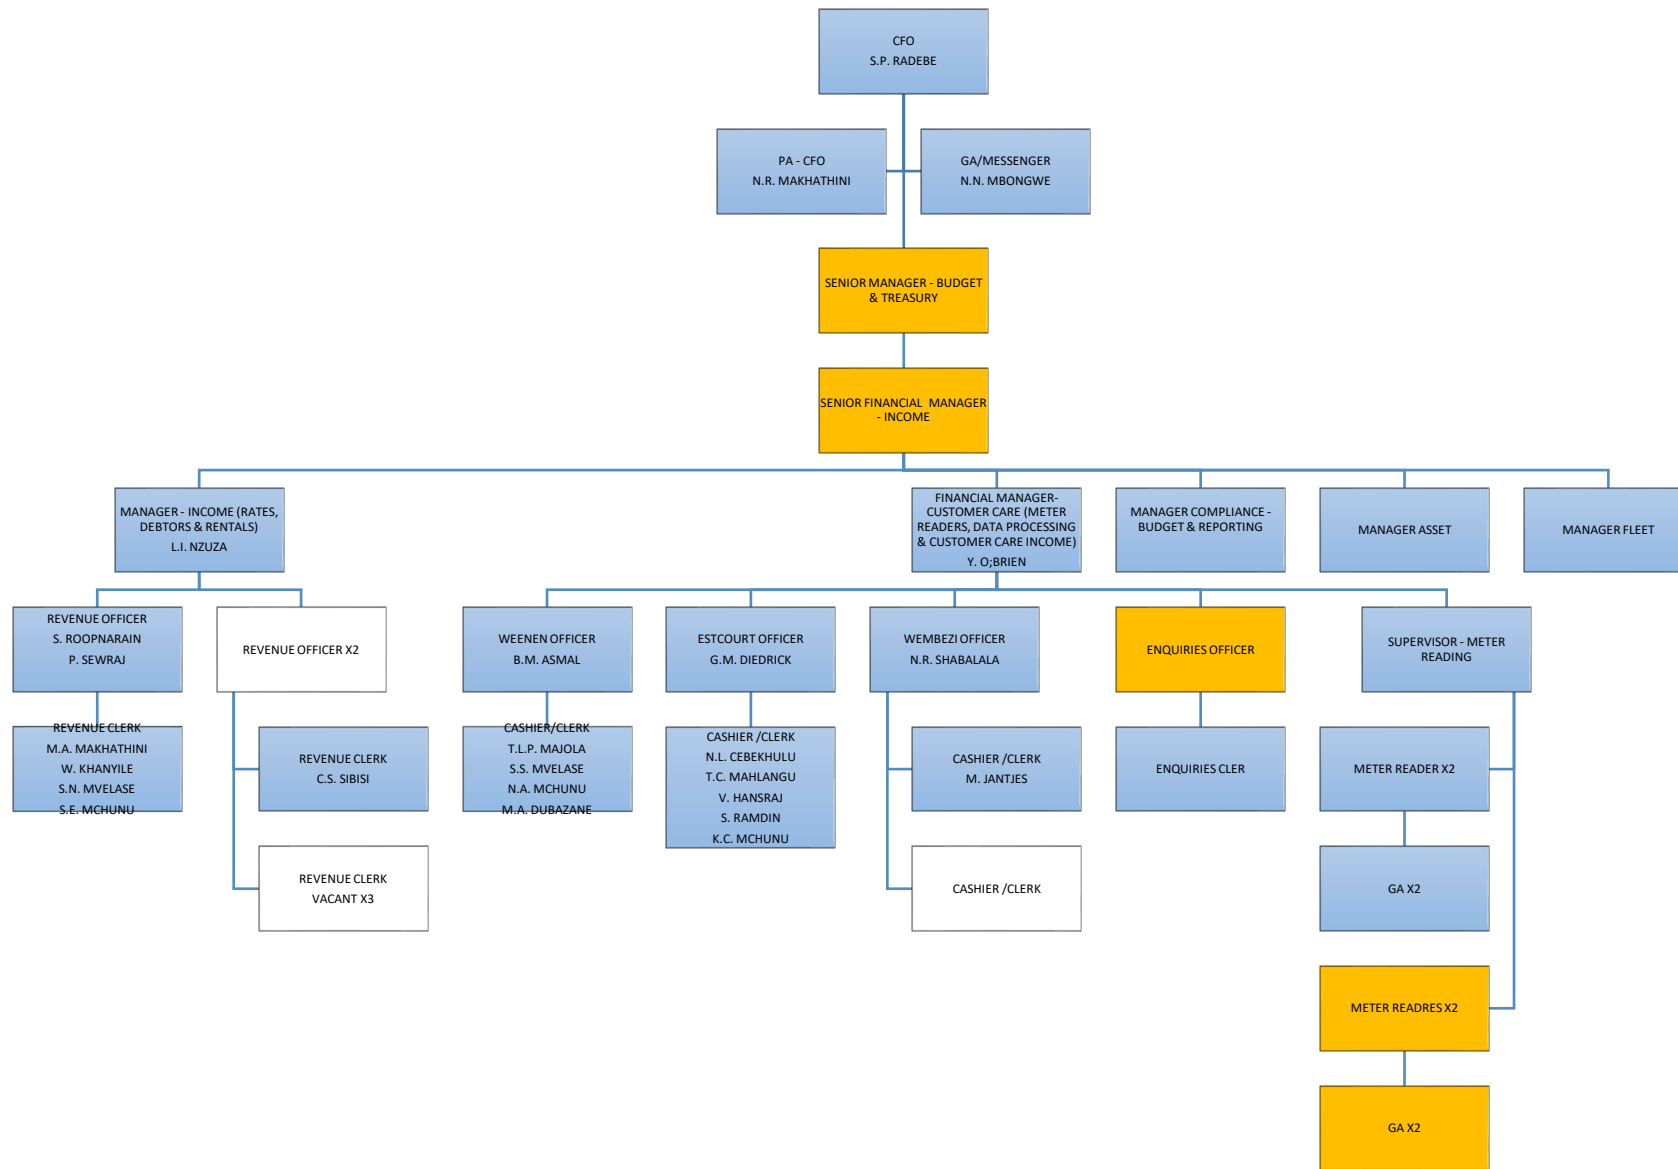 CFO
S.P. RADEBE
PA - CFO
N.R. MAKHATHINI
GA/MESSENGER
N.N. MBONGWE
SENIOR MANAGER - BUDGET
& TREASURY
SENIOR FINANCIAL MANAGER
- INCOME
MANAGER - INCOME (RATES,
DEBTORS & RENTALS)
L.I. NZUZA
FINANCIAL MANAGER-
CUSTOMER CARE (METER
READERS, DATA PROCESSING
& CUSTOMER CARE INCOME)
Y. O;BRIEN
MANAGER COMPLIANCE -
BUDGET & REPORTING
MANAGER ASSET
MANAGER FLEET
REVENUE OFFICER
S. ROOPNARAIN
P. SEWRAJ
REVENUE OFFICER X2
WEENEN OFFICER
B.M. ASMAL
ESTCOURT OFFICER
G.M. DIEDRICK
WEMBEZI OFFICER
N.R. SHABALALA
ENQUIRIES OFFICER
SUPERVISOR - METER
READING
REVENUE CLERK
M.A. MAKHATHINI
W. KHANYILE
S.N. MVELASE
S.E. MCHUNU
REVENUE CLERK
C.S. SIBISI
CASHIER/CLERK
T.L.P. MAJOLA
S.S. MVELASE
N.A. MCHUNU
M.A. DUBAZANE
CASHIER /CLERK
N.L. CEBEKHULU
T.C. MAHLANGU
V. HANSRAJ
S. RAMDIN
K.C. MCHUNU
CASHIER /CLERK
M. JANTJES
ENQUIRIES CLER
METER READER X2
REVENUE CLERK
VACANT X3
CASHIER /CLERK
GA X2
METER READRES X2
GA X2